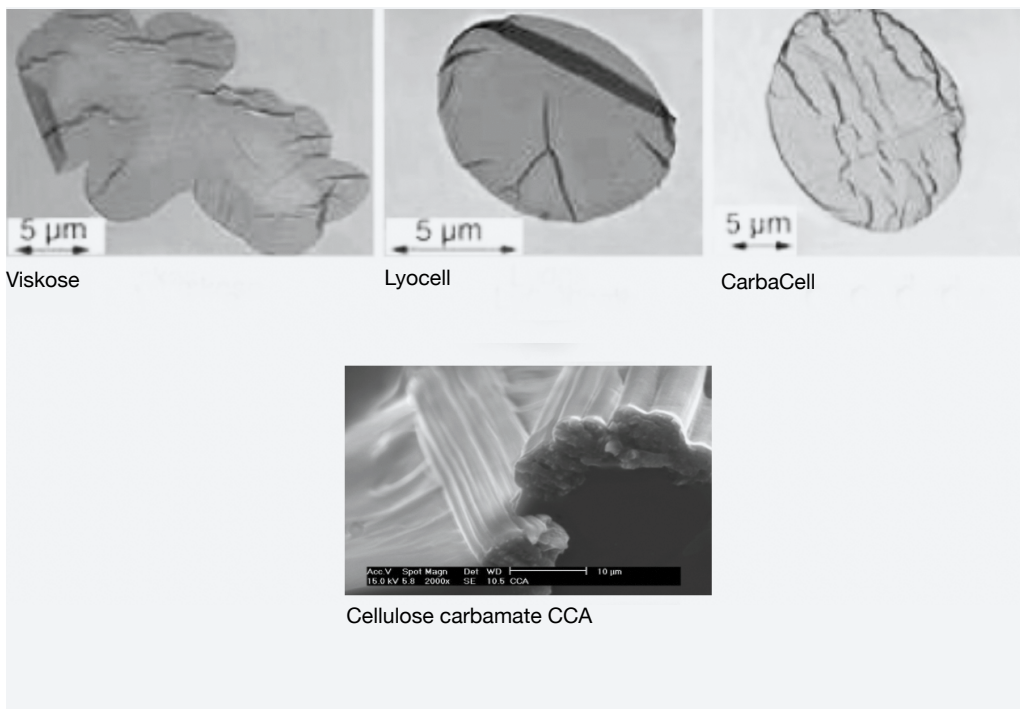 5 µm
5 µm
5 µm
Viskose
Lyocell
CarbaCell
Acc.V Spot Magn Det WD 10 µm
15.0 kV 5.8 2000x SE 10.5 CCA
Cellulose carbamate CCA